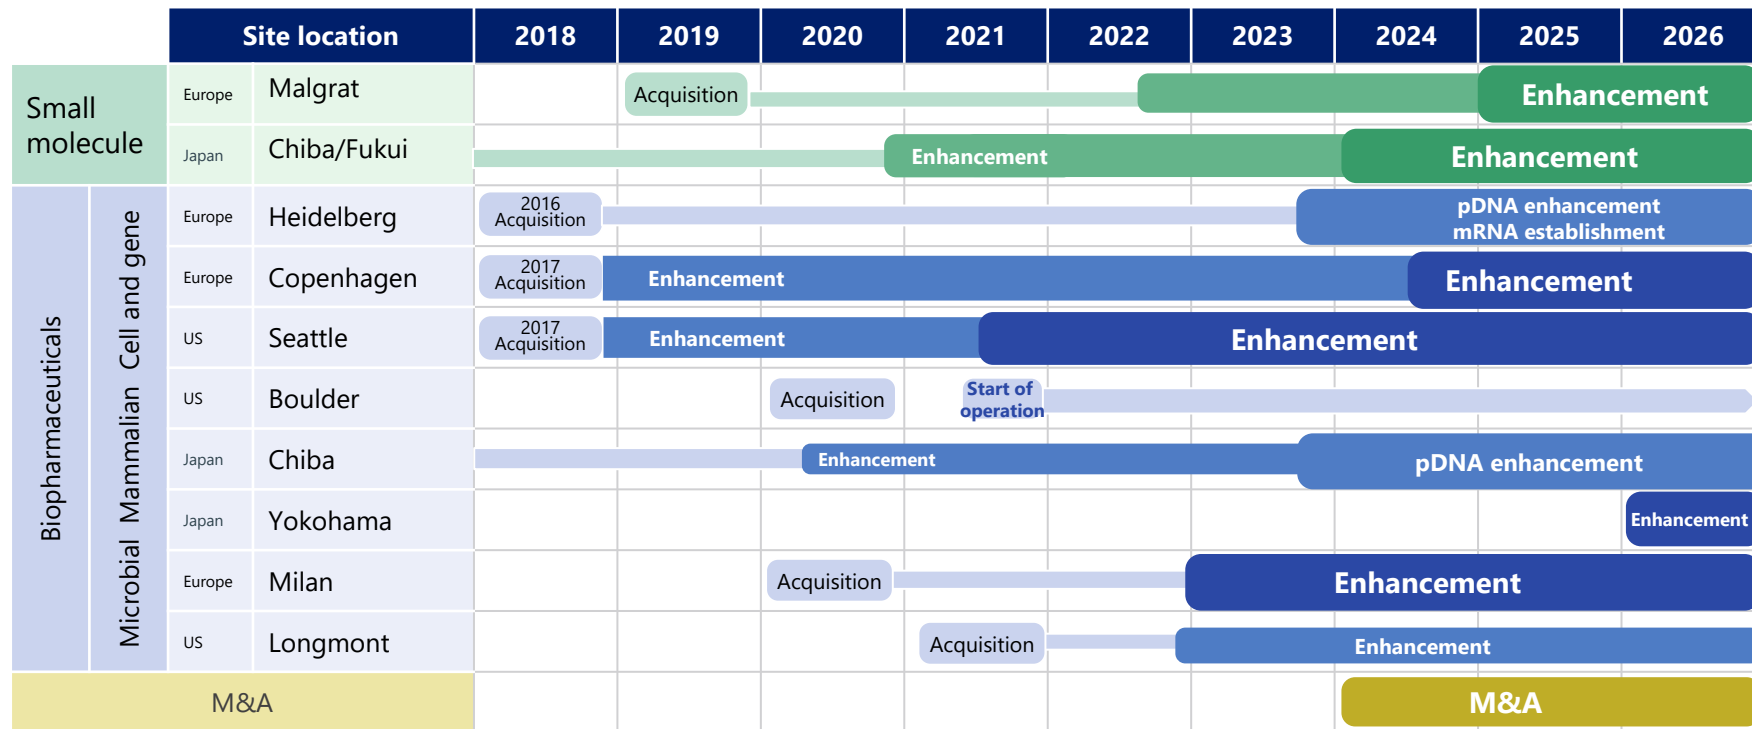 Site location 2018 2019 2020 2021 2022 2023 2024 2025 2026
Small
molecule
Europe Malgrat Acquisition Enhancement
Japan Chiba/Fukui Enhancement Enhancement
Biopharmaceuticals
Microbial Mammalian Cell and gene
Europe Heidelberg 2016
Acquisition pDNA enhancement
mRNA establishment
Europe Copenhagen 2017
Acquisition Enhancement Enhancement
US Seattle 2017
Acquisition Enhancement Enhancement
US Boulder Acquisition Start of
operation
Japan Chiba Enhancement pDNA enhancement
Japan Yokohama Enhancement
Europe Milan Acquisition Enhancement
US Longmont Acquisition Enhancement
M&A M&A